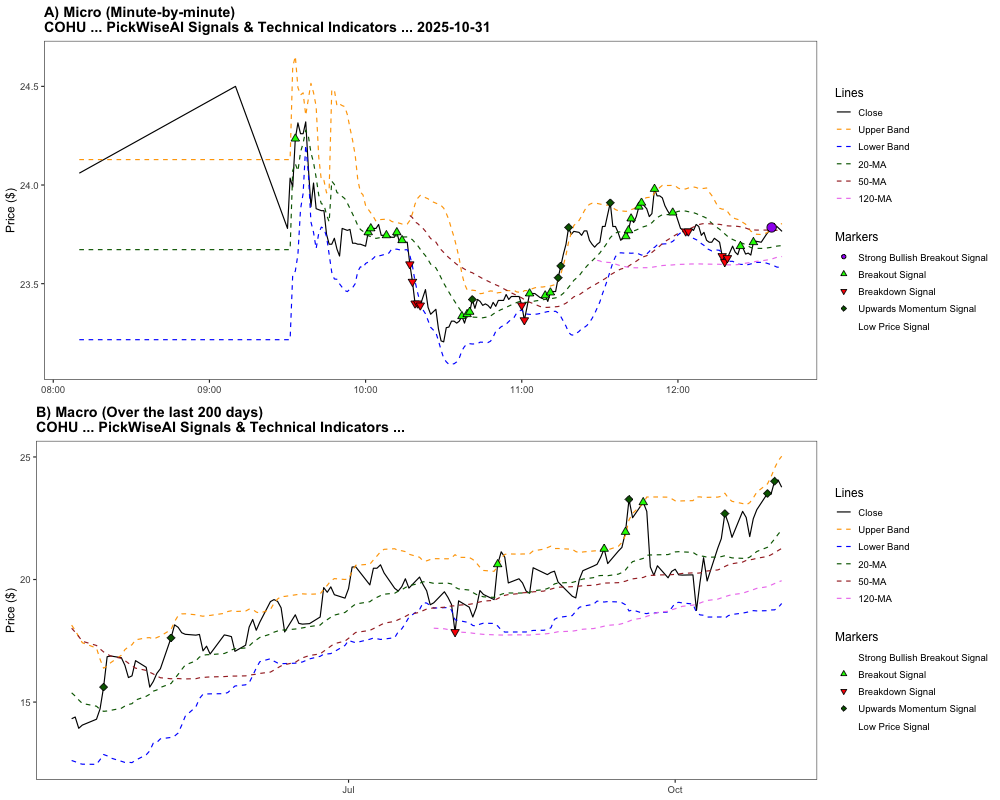 A) Micro (Minute-by-minute)
COHU ... PickWiseAI Signals & Technical Indicators ... 2025-10-31
Price ($)
24.5
24.0
23.5
08:00 09:00 10:00 11:00 12:00
Lines
Close
Upper Band
Lower Band
20-MA
50-MA
120-MA
Markers
Strong Bullish Breakout Signal
Breakout Signal
Breakdown Signal
Upwards Momentum Signal
Low Price Signal
B) Macro (Over the last 200 days)
COHU ... PickWiseAI Signals & Technical Indicators ...
Price ($)
25
20
15
Jul Oct
Lines
Close
Upper Band
Lower Band
20-MA
50-MA
120-MA
Markers
Strong Bullish Breakout Signal
Breakout Signal
Breakdown Signal
Upwards Momentum Signal
Low Price Signal